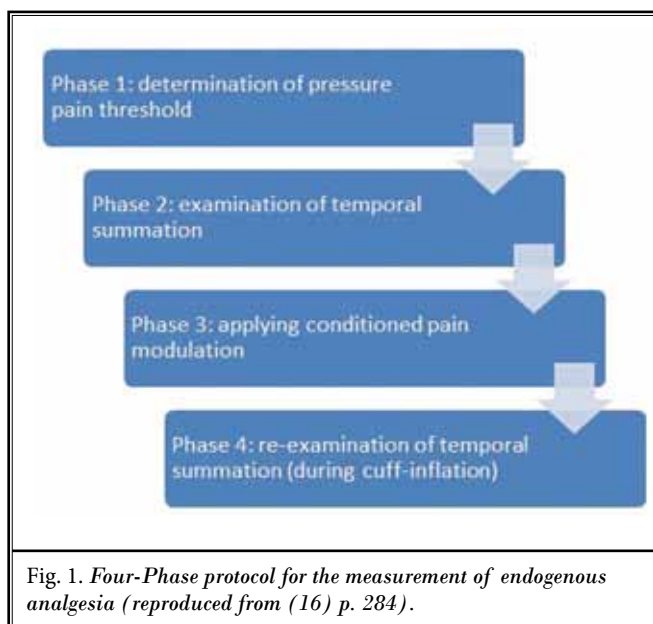 Phase 1: determination of pressure
pain threshold
Phase 2: examination of temporal
summation
Phase 3: applying conditioned pain
modulation
Phase 4: re-examination of temporal
summation (during cuff-inflation)
Fig. 1. Four-Phase protocol for the measurement of endogenous
analgesia (reproduced from (16) p. 284).